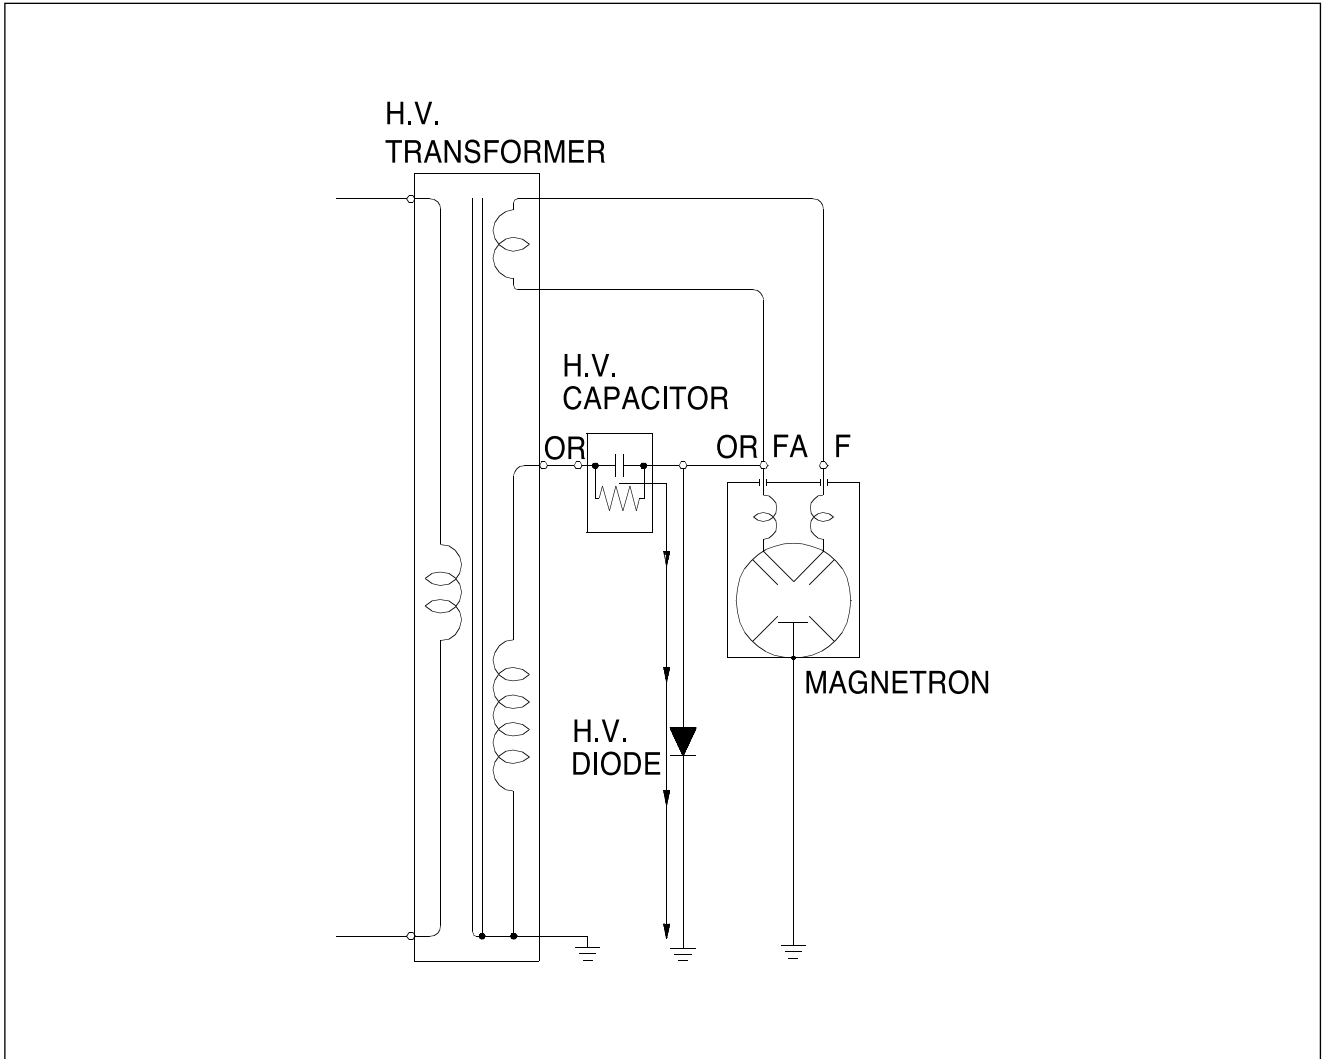 H.V.
TRANSFORMER
H.V.
CAPACITOR
OR
OR FA F
MAGNETRON
H.V.
DIODE